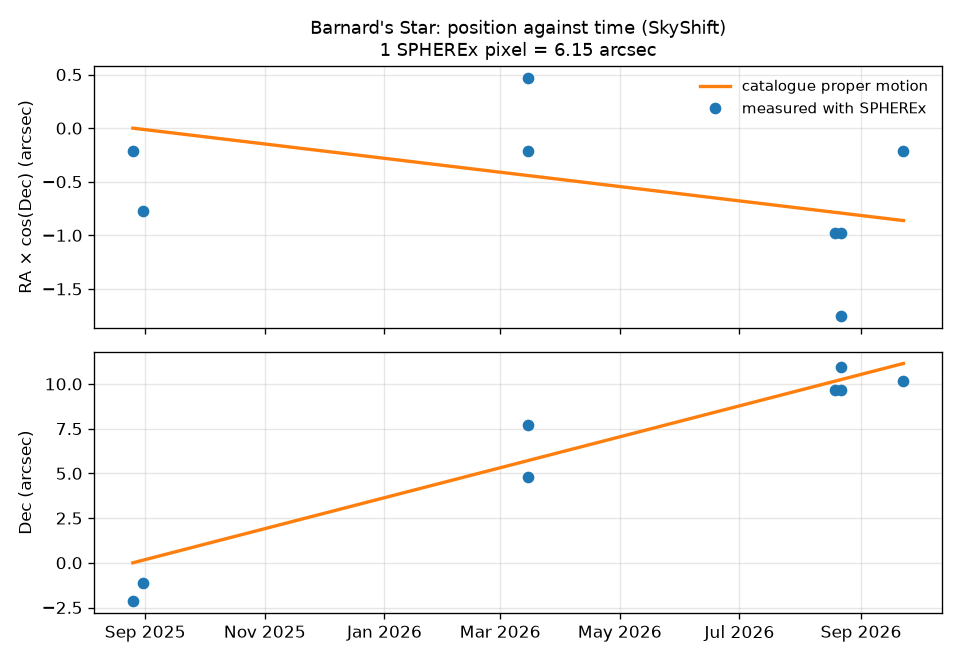 Barnard's Star: position against time (SkyShift)
1 SPHEREx pixel = 6.15 arcsec
RA × cos(Dec) (arcsec)
0.5
0.0
−0.5
−1.0
−1.5
catalogue proper motion
measured with SPHEREx
Dec (arcsec)
10.0
7.5
5.0
2.5
0.0
−2.5
Sep 2025 Nov 2025 Jan 2026 Mar 2026 May 2026 Jul 2026 Sep 2026